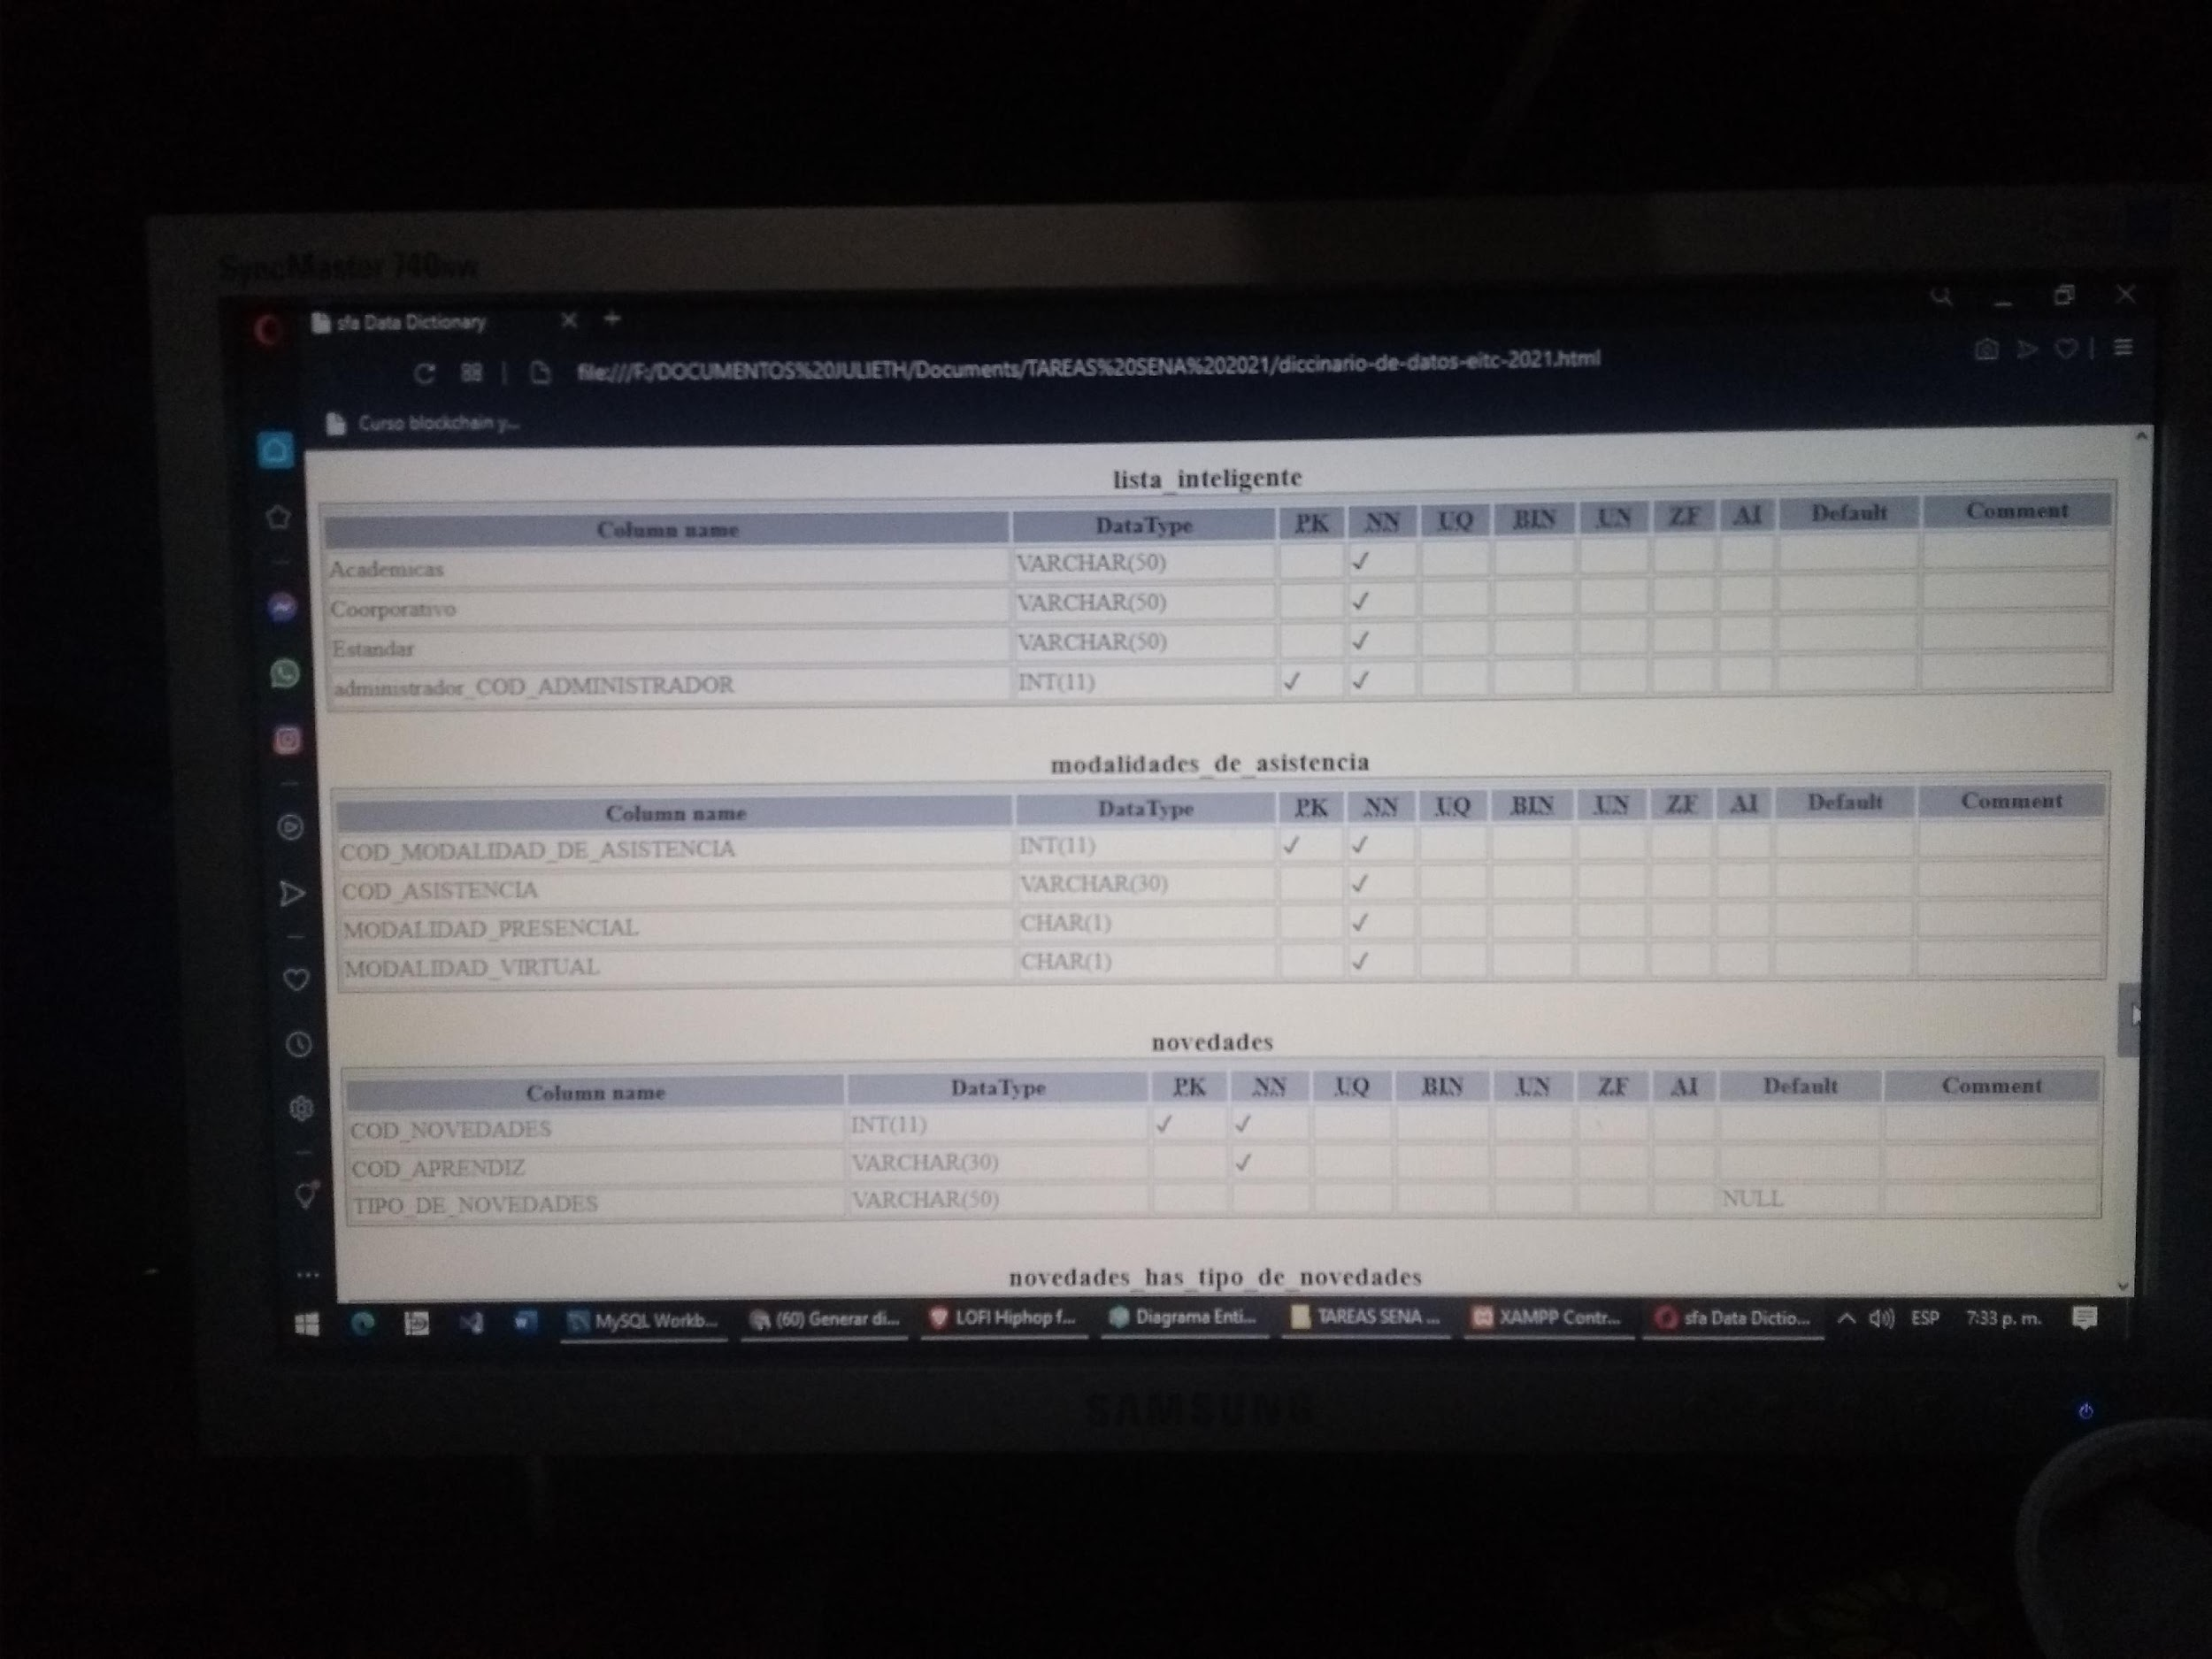 SyncMaster 740NW
sfa Data Dictionary
file:///F:/DOCUMENTOS%20JULIETH/Documents/TAREAS%20SENA%202021/diccinario-de-datos-eitc-2021.html
Curso blockchain y...
lista_inteligente
Column name DataType PK NN UQ BIN UN ZF AI Default Comment
Academicas VARCHAR(50) ✓
Coorporativo VARCHAR(50) ✓
Estandar VARCHAR(50) ✓
administrador_COD_ADMINISTRADOR INT(11) ✓ ✓
modalidades_de_asistencia
Column name DataType PK NN UQ BIN UN ZF AI Default Comment
COD_MODALIDAD_DE_ASISTENCIA INT(11) ✓ ✓
COD_ASISTENCIA VARCHAR(30) ✓
MODALIDAD_PRESENCIAL CHAR(1) ✓
MODALIDAD_VIRTUAL CHAR(1) ✓
novedades
Column name DataType PK NN UQ BIN UN ZF AI Default Comment
COD_NOVEDADES INT(11) ✓ ✓
COD_APRENDIZ VARCHAR(30) ✓
TIPO_DE_NOVEDADES VARCHAR(50) NULL
novedades_has_tipo_de_novedades
MySQL Workb... (60) Generar di... LOFI Hiphop f... Diagrama Enti... TAREAS SENA ... XAMPP Contr... sfa Data Dictio... ESP 7:33 p. m.
SAMSUNG